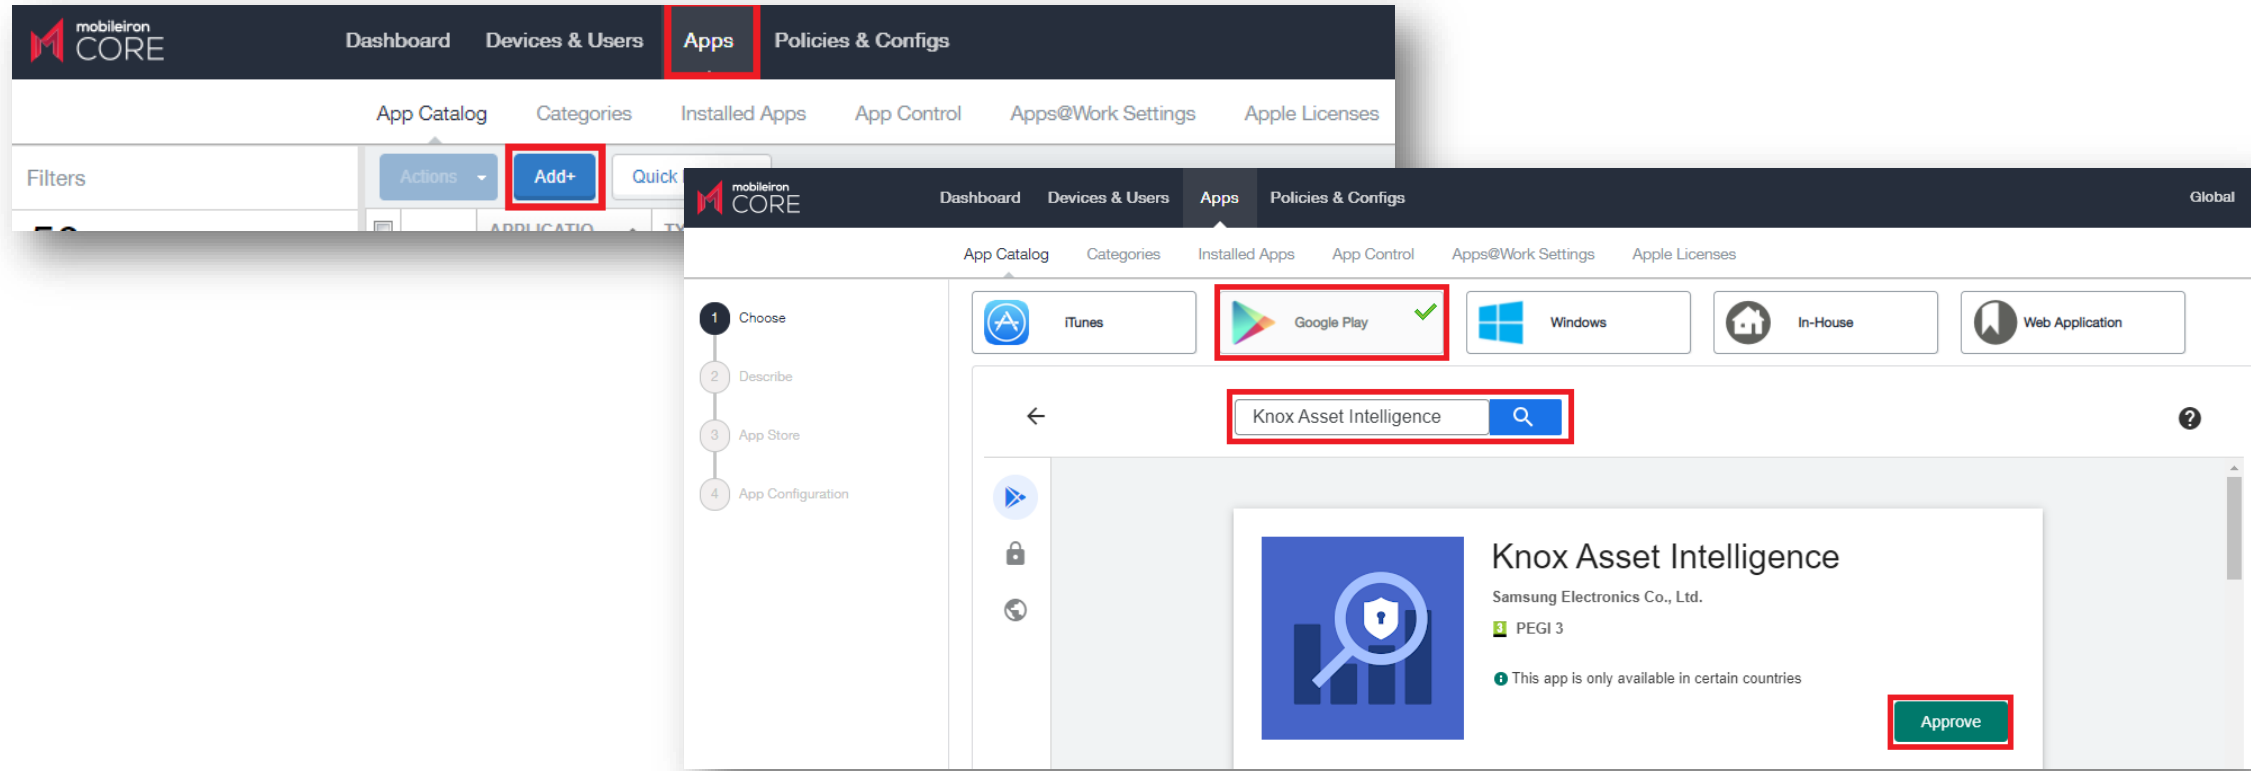 mobileiron
CORE
Dashboard Devices & Users Apps Policies & Configs
App Catalog Categories Installed Apps App Control Apps@Work Settings Apple Licenses
Filters
Actions Add+ Quick
mobileiron
CORE
Dashboard Devices & Users Apps Policies & Configs Global
App Catalog Categories Installed Apps App Control Apps@Work Settings Apple Licenses
1 Choose
2 Describe
3 App Store
4 App Configuration
iTunes Google Play Windows In-House Web Application
Knox Asset Intelligence
Knox Asset Intelligence
Samsung Electronics Co., Ltd.
3 PEGI 3
This app is only available in certain countries
Approve